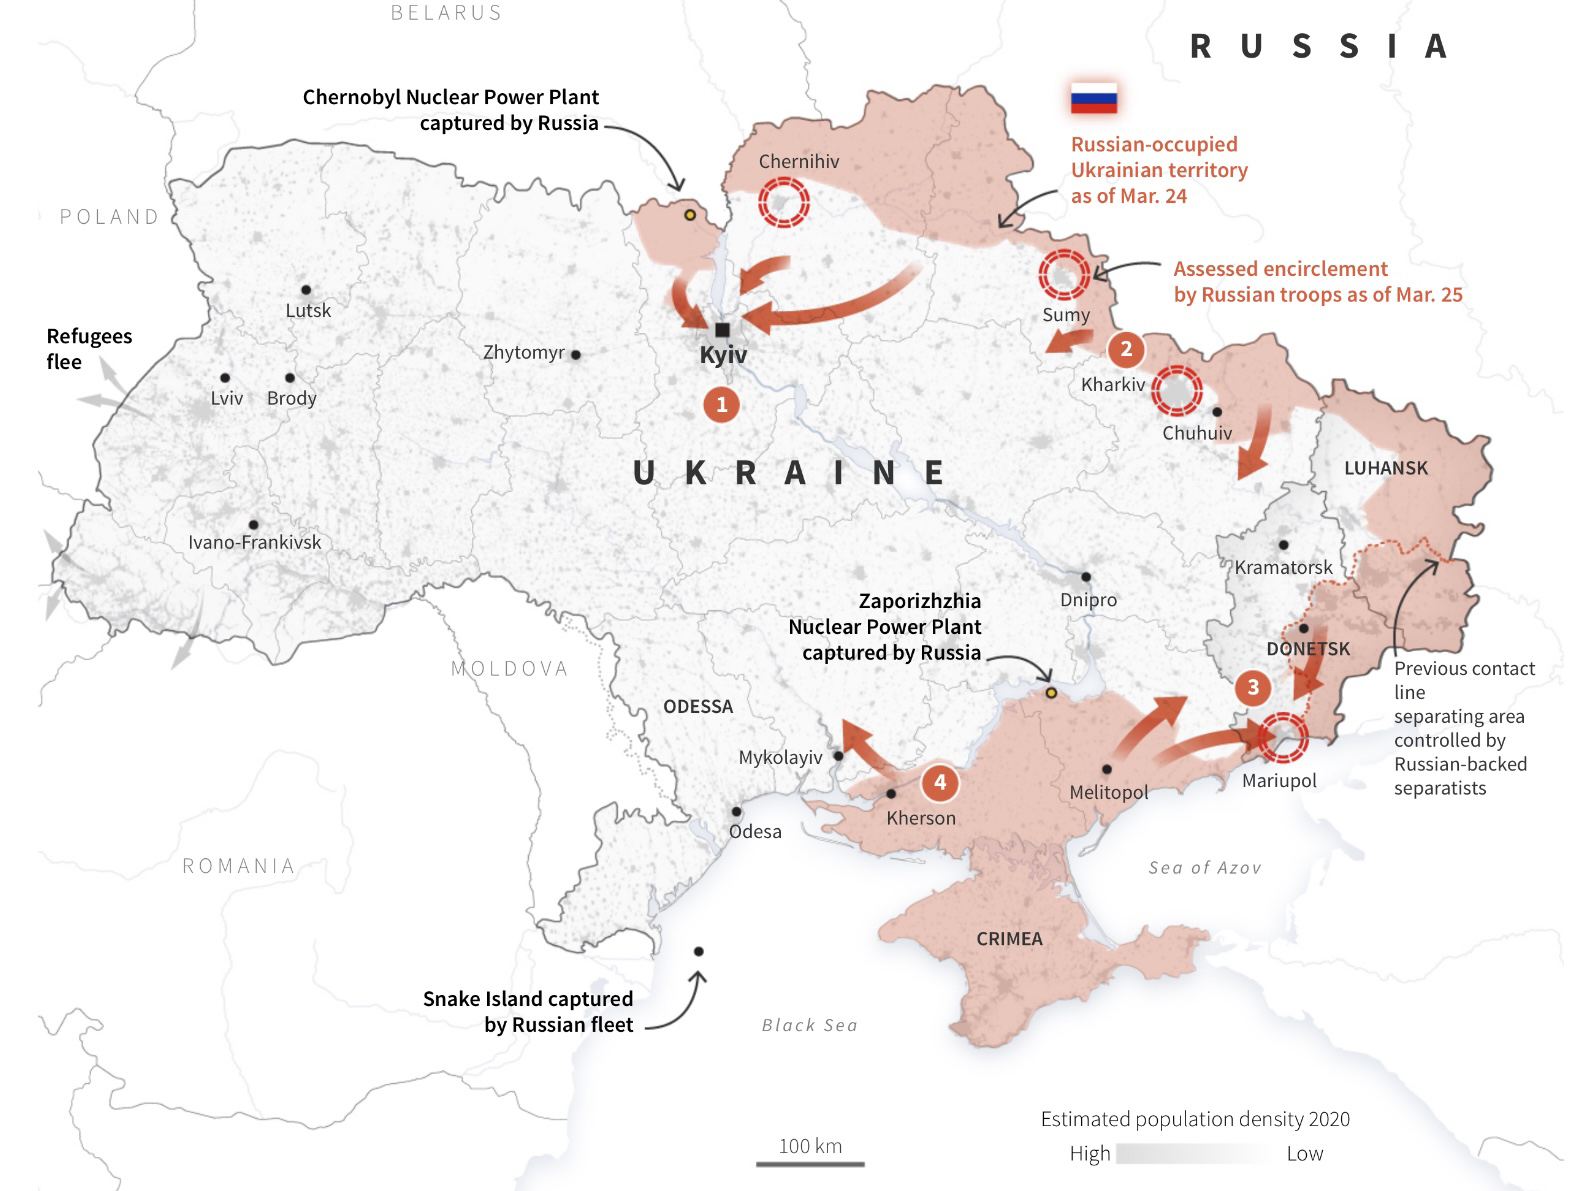 BELARUS
RUSSIA
Chernobyl Nuclear Power Plant
captured by Russia
Russian-occupied
Ukrainian territory
as of Mar. 24
Chernihiv
POLAND
Assessed encirclement
by Russian troops as of Mar. 25
Lutsk
Sumy
Refugees
flee
Zhytomyr
Kyiv
2
Kharkiv
Lviv
Brody
1
Chuhuiv
UKRAINE
LUHANSK
Ivano-Frankivsk
Kramatorsk
Zaporizhzhia
Nuclear Power Plant
captured by Russia
Dnipro
DONETSK
MOLDOVA
Previous contact
line
separating area
controlled by
Russian-backed
separatists
3
ODESSA
Mykolayiv
4
Melitopol
Mariupol
Kherson
Odesa
ROMANIA
Sea of Azov
CRIMEA
Snake Island captured
by Russian fleet
Black Sea
Estimated population density 2020
100 km
High
Low